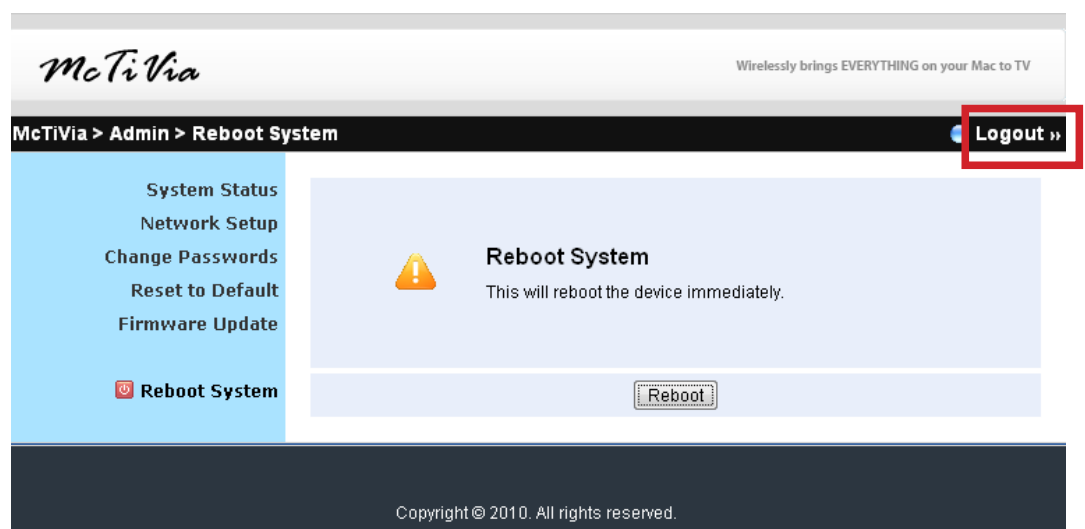 McTiVia
Wirelessly brings EVERYTHING on your Mac to TV
McTiVia > Admin > Reboot System
Logout »
System Status
Network Setup
Change Passwords
Reset to Default
Firmware Update
Reboot System
Reboot System
This will reboot the device immediately.
Reboot
Copyright © 2010. All rights reserved.